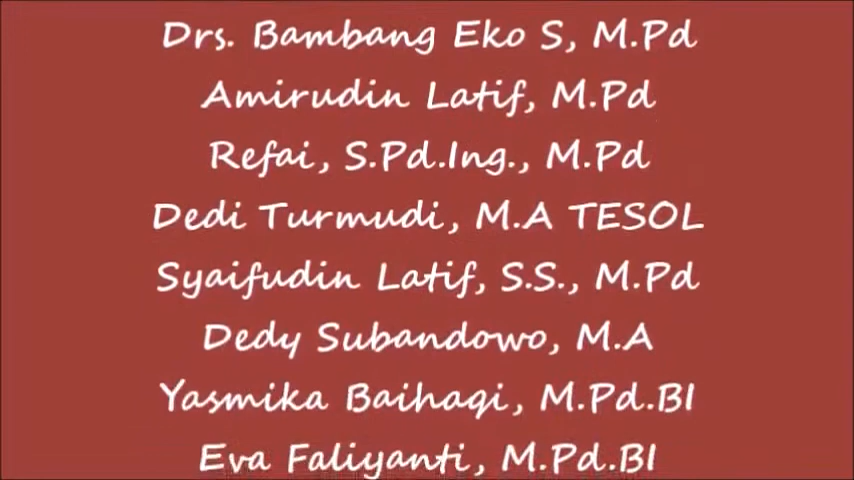 Drs. Bambang Eko S, M.Pd
Amirudin Latif, M.Pd
Refai, S.Pd.Ing., M.Pd
Dedi Turmudi, M.A TESOL
Syaifudin Latif, S.S., M.Pd
Dedy Subandowo, M.A
Yasmika Baihaqi, M.Pd.BI
Eva Faliyanti, M.Pd.BI